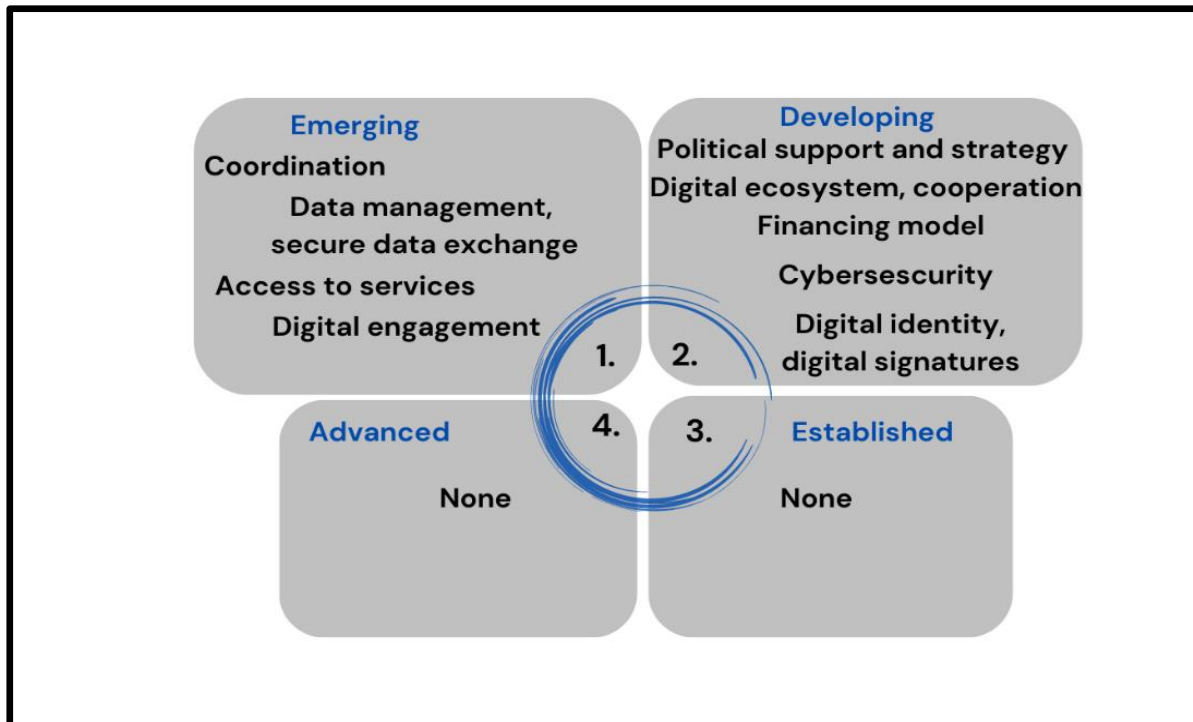 Emerging
Coordination
Data management,
secure data exchange
Access to services
Digital engagement
1.
Developing
Political support and strategy
Digital ecosystem, cooperation
Financing model
Cybersescurity
Digital identity,
digital signatures
2.
Advanced
4.
None
3.
Established
None